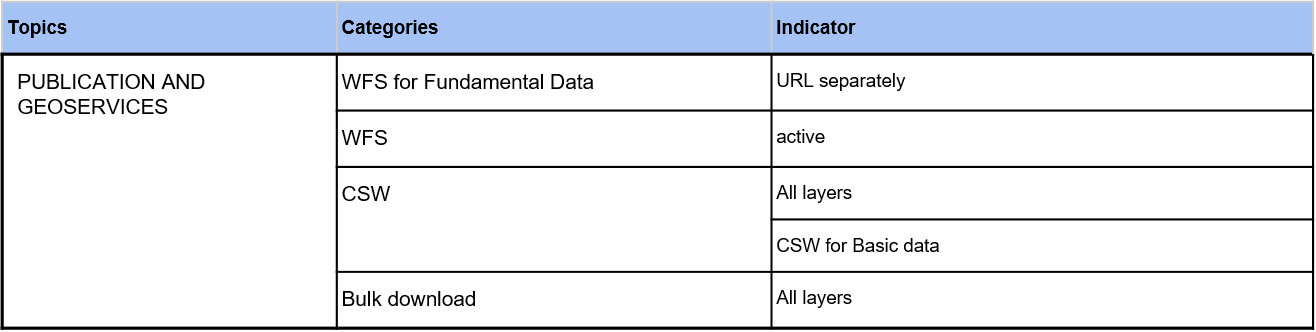 Topics Categories Indicator
PUBLICATION AND
GEOSERVICES
WFS for Fundamental Data URL separately
WFS active
CSW All layers
CSW for Basic data
Bulk download All layers